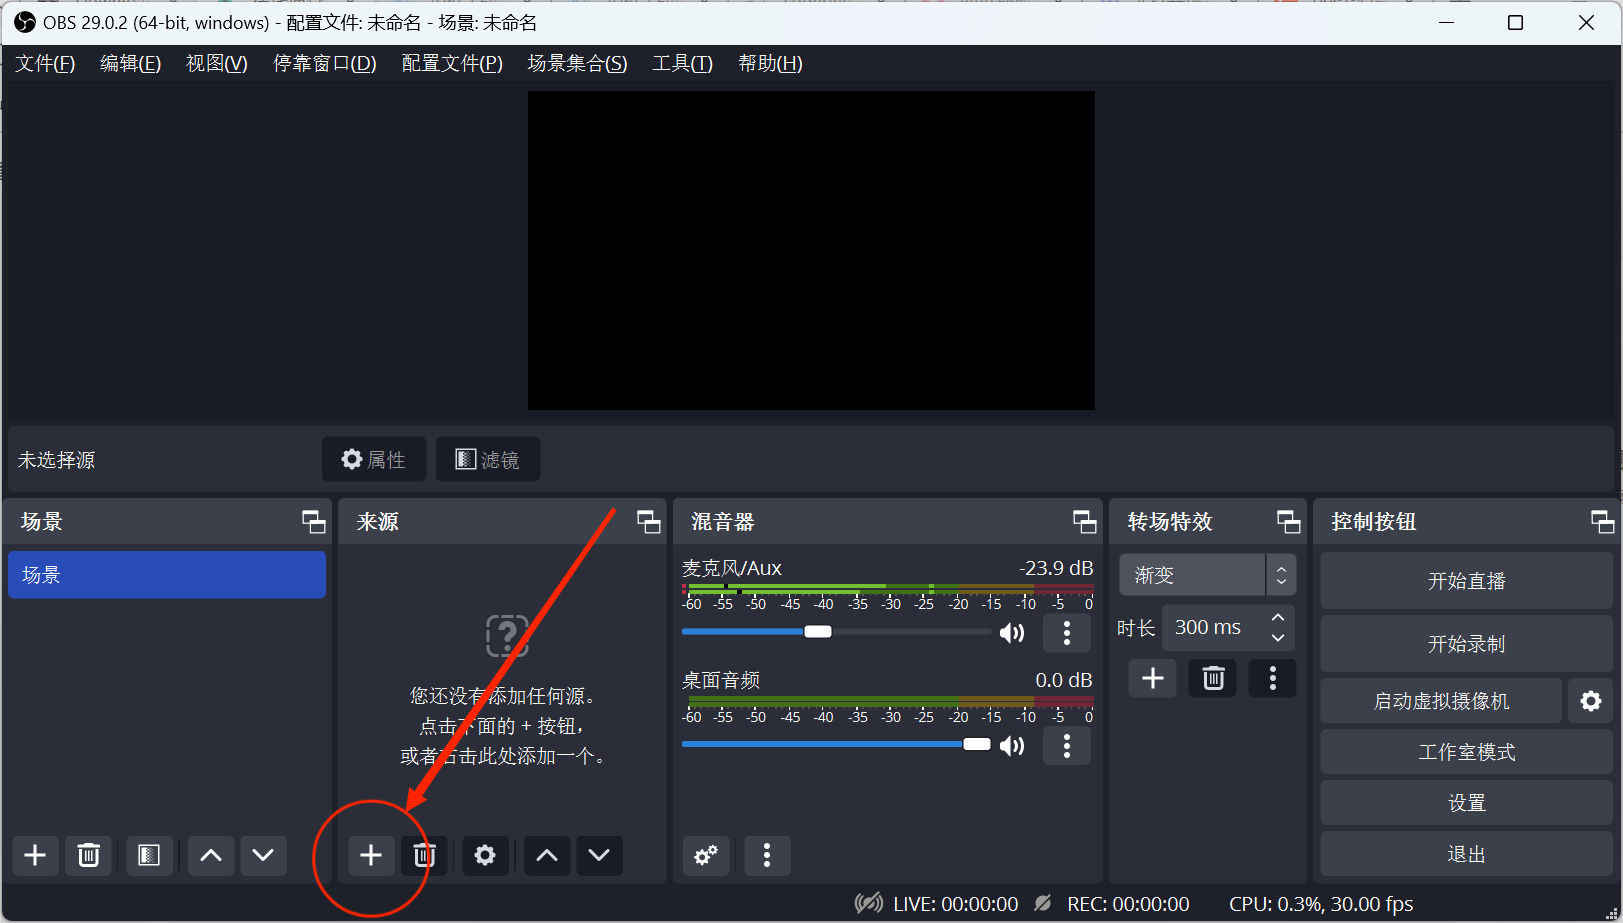 OBS 29.0.2 (64-bit, windows) - 配置文件: 未命名 - 场景: 未命名
文件(F) 编辑(E) 视图(V) 停靠窗口(D) 配置文件(P) 场景集合(S) 工具(T) 帮助(H)
未选择源 属性 滤镜
场景
场景
来源
您还没有添加任何源。
点击下面的 + 按钮，
或者右击此处添加一个。
混音器
麦克风/Aux -23.9 dB
-60 -55 -50 -45 -40 -35 -30 -25 -20 -15 -10 -5 0
桌面音频 0.0 dB
-60 -55 -50 -45 -40 -35 -30 -25 -20 -15 -10 -5 0
转场特效
渐变
时长 300 ms
控制按钮
开始直播
开始录制
启动虚拟摄像机
工作室模式
设置
退出
LIVE: 00:00:00 REC: 00:00:00 CPU: 0.3%, 30.00 fps